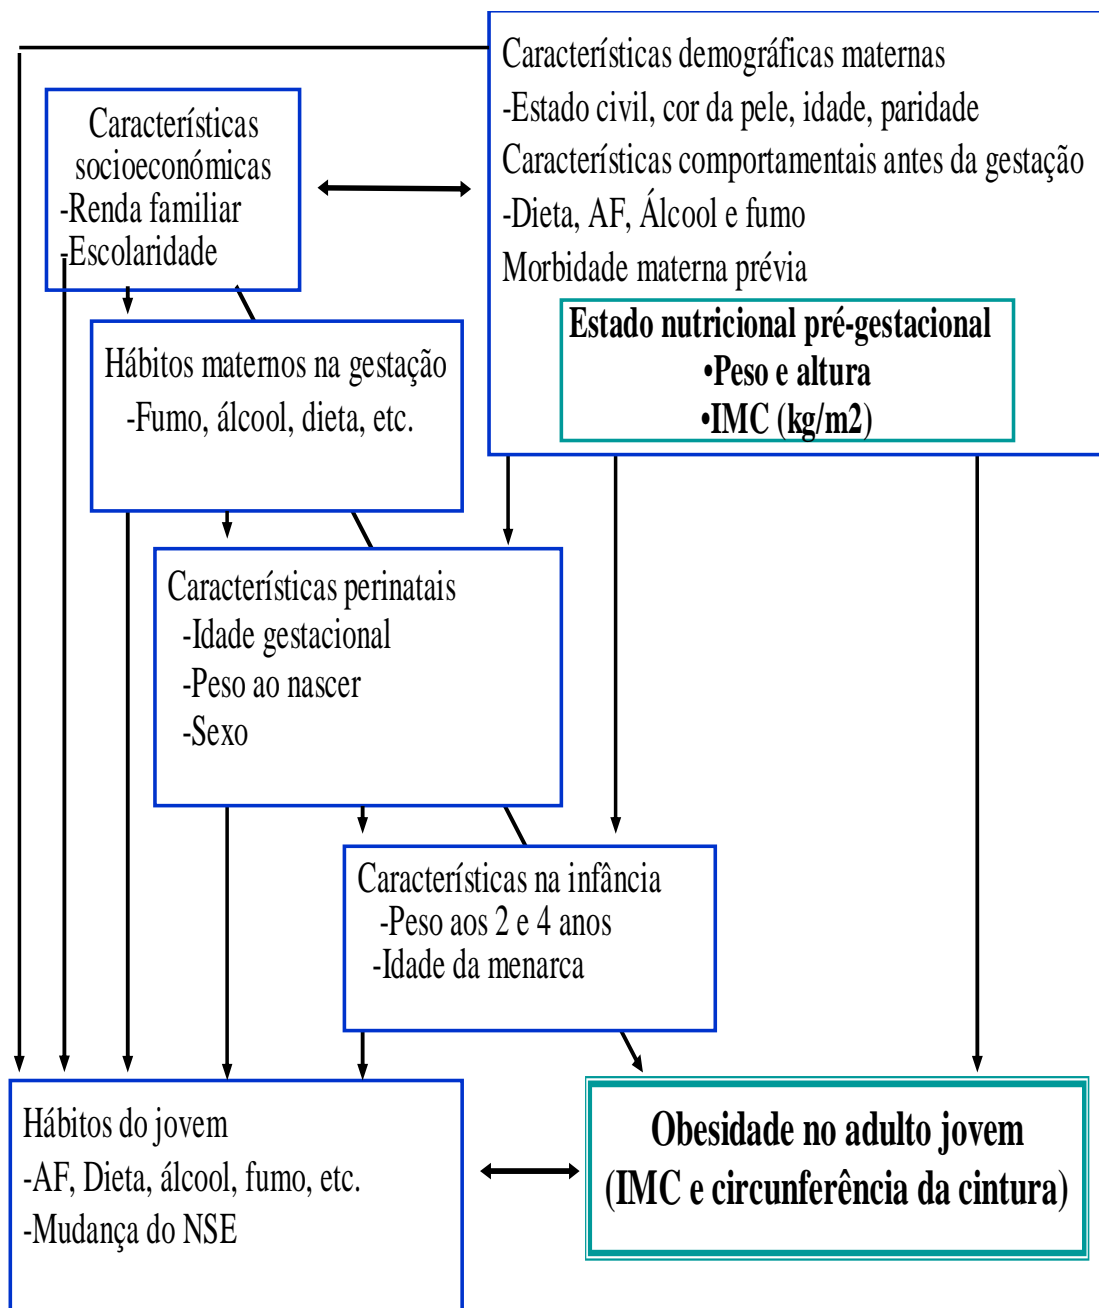 Características demográficas maternas
-Estado civil, cor da pele, idade, paridade
Características comportamentais antes da gestação
-Dieta, AF, Álcool e fumo
Morbidade materna prévia
Estado nutricional pré-gestacional
•Peso e altura
•IMC (kg/m2)
Características
socioeconómicas
-Renda familiar
-Escolaridade
Hábitos maternos na gestação
-Fumo, álcool, dieta, etc.
Características perinatais
-Idade gestacional
-Peso ao nascer
-Sexo
Características na infância
-Peso aos 2 e 4 anos
-Idade da menarca
Hábitos do jovem
-AF, Dieta, álcool, fumo, etc.
-Mudança do NSE
Obesidade no adulto jovem
(IMC e circunferência da cintura)